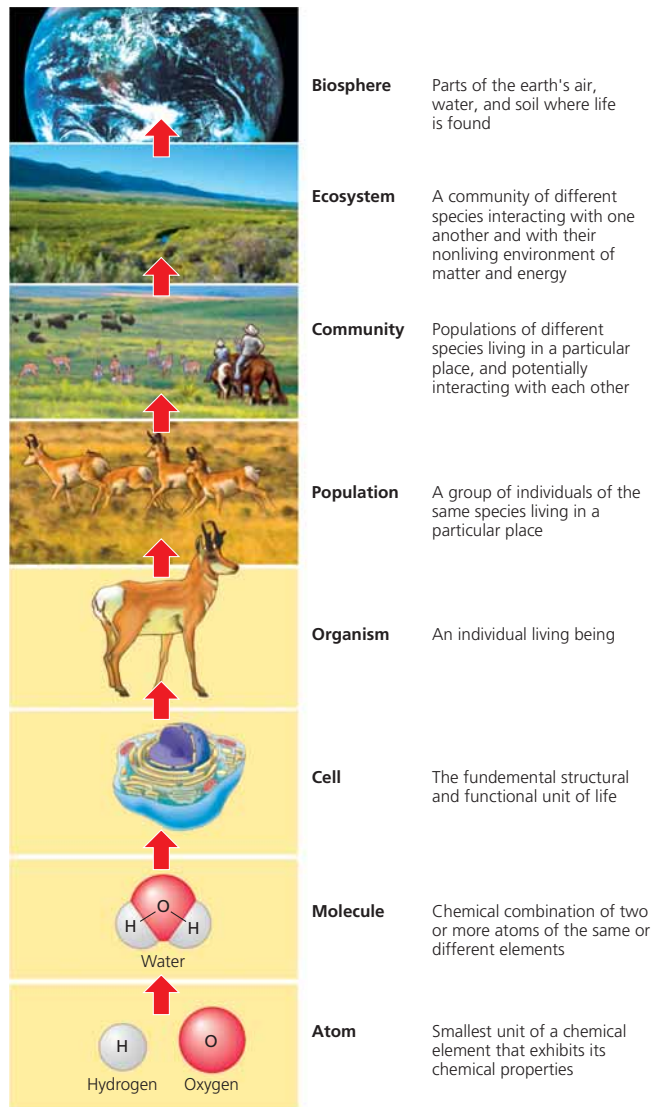 Biosphere
Parts of the earth's air,
water, and soil where life
is found
Ecosystem
A community of different
species interacting with one
another and with their
nonliving environment of
matter and energy
Community
Populations of different
species living in a particular
place, and potentially
interacting with each other
Population
A group of individuals of the
same species living in a
particular place
Organism
An individual living being
Cell
The fundemental structural
and functional unit of life
H
O
H
Water
Molecule
Chemical combination of two
or more atoms of the same or
different elements
H
O
Hydrogen
Oxygen
Atom
Smallest unit of a chemical
element that exhibits its
chemical properties